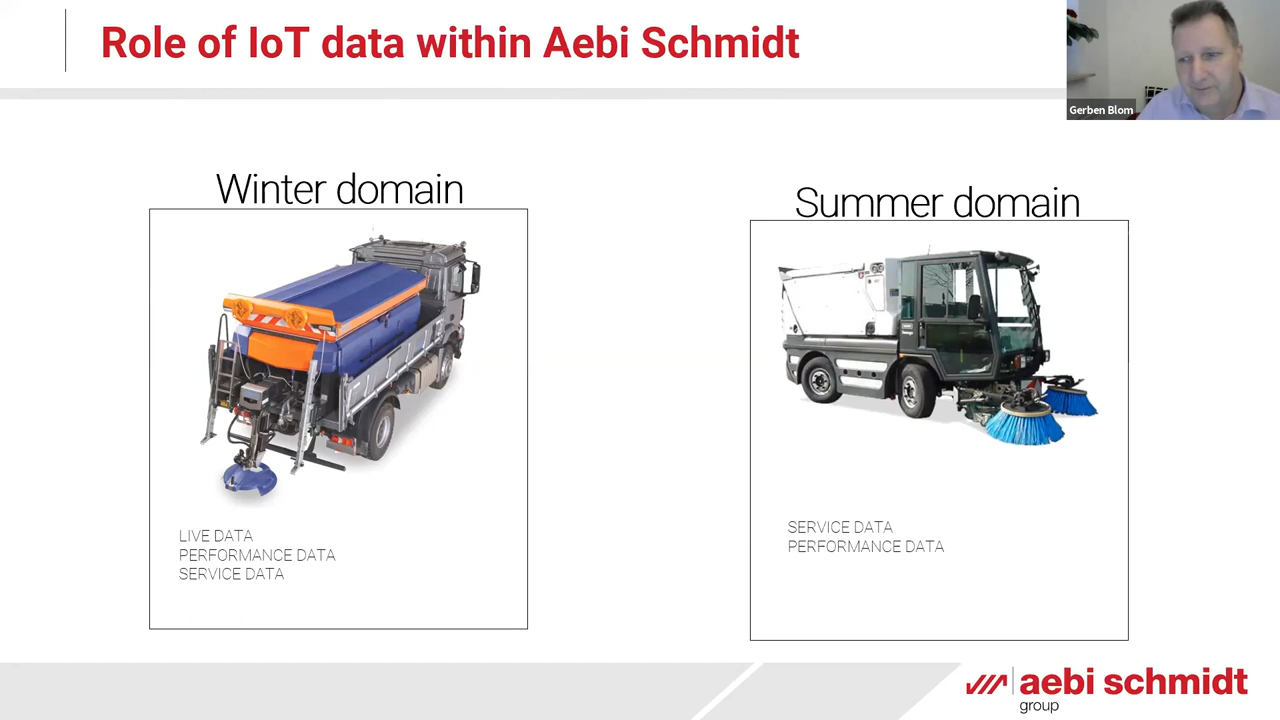 Role of IoT data within Aebi Schmidt
Gerben Blom
Winter domain
Summer domain
LIVE DATA
PERFORMANCE DATA
SERVICE DATA
SERVICE DATA
PERFORMANCE DATA
aebi schmidt
group